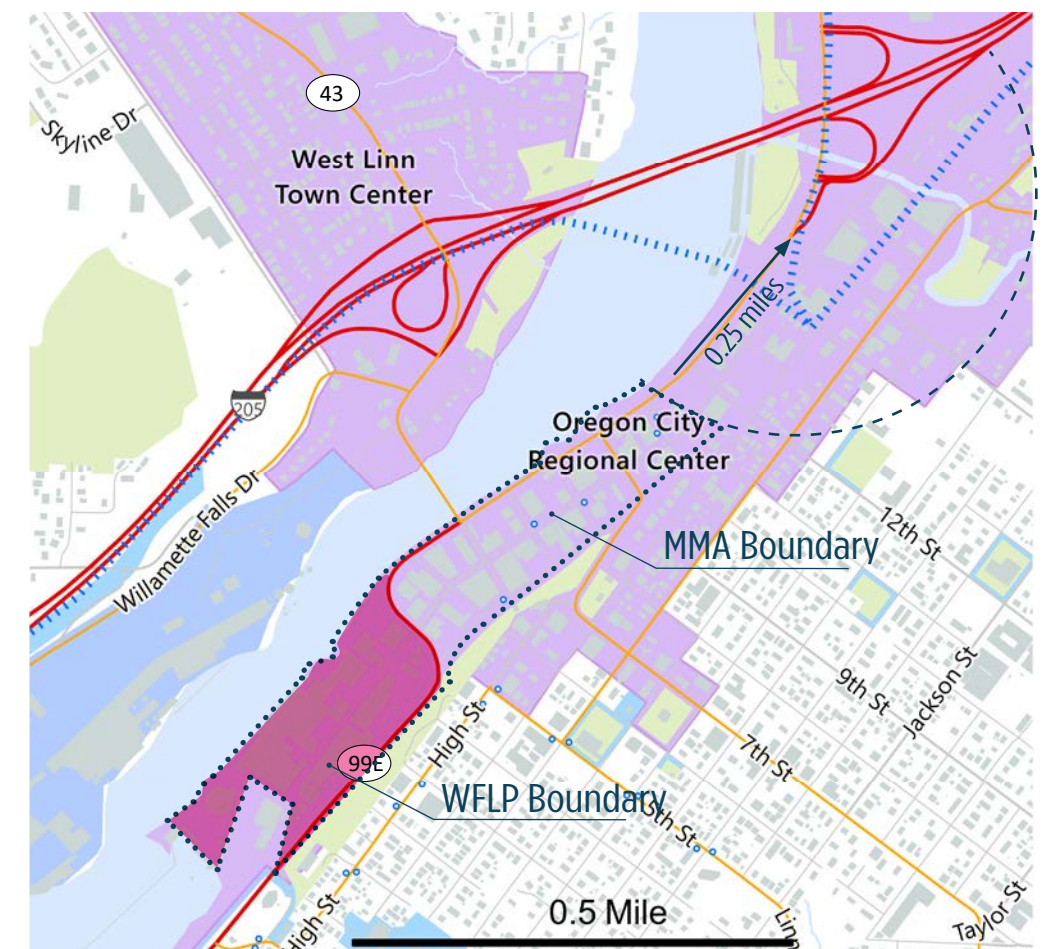 43
Skyline Dr
West Linn
Town Center
0.25 miles
205
Oregon City
Regional Center
Willamette Falls Dr
12th St
MMA Boundary
9th St
Jackson St
High St
7th St
99E
WFLP Boundary
5th St
High St
0.5 Mile
Linn
Taylor St